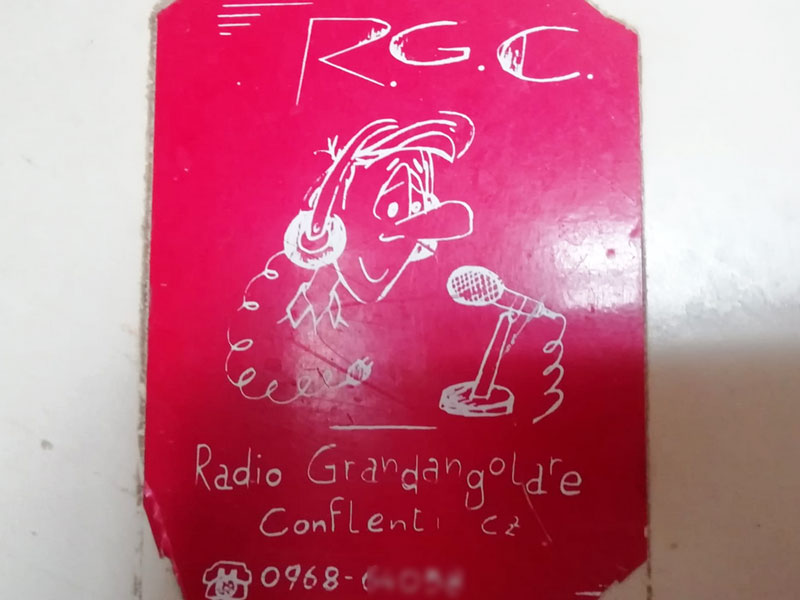 R.G.C.
Radio Grandangolare
Conflenti CZ
0968-